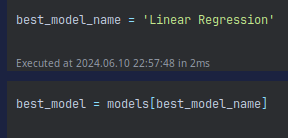 best_model_name = 'Linear Regression'
Executed at 2024.06.10 22:57:48 in 2ms
best_model = models[best_model_name]